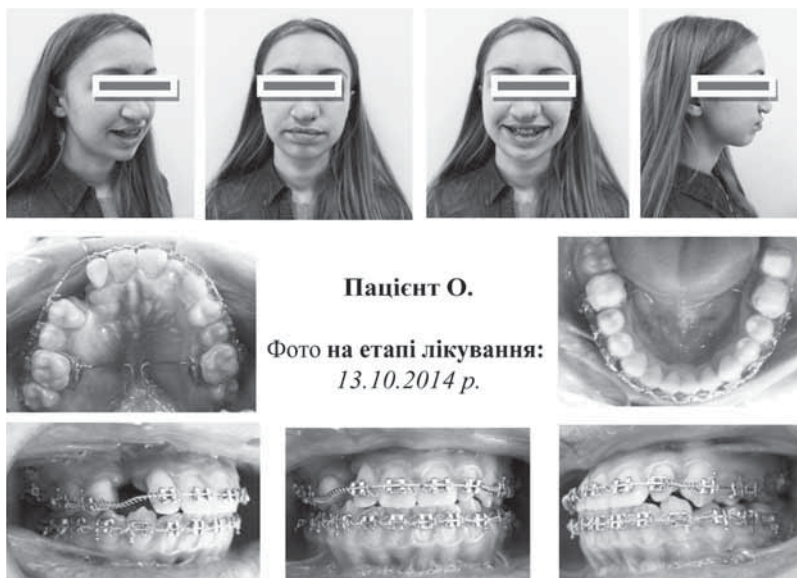 Пацієнт О.
Фото на етапі лікування:
13.10.2014 р.